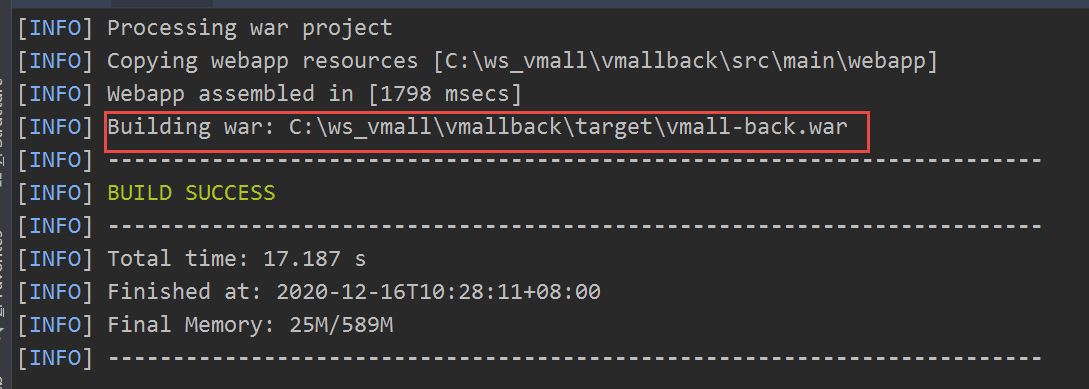 [INFO] Processing war project
[INFO] Copying webapp resources [C:\ws_vmall\vmallback\src\main\webapp]
[INFO] Webapp assembled in [1798 msecs]
[INFO] Building war: C:\ws_vmall\vmallback\target\vmall-back.war
[INFO] ------------------------------------------------------------------------
[INFO] BUILD SUCCESS
[INFO] ------------------------------------------------------------------------
[INFO] Total time: 17.187 s
[INFO] Finished at: 2020-12-16T10:28:11+08:00
[INFO] Final Memory: 25M/589M
[INFO] ------------------------------------------------------------------------